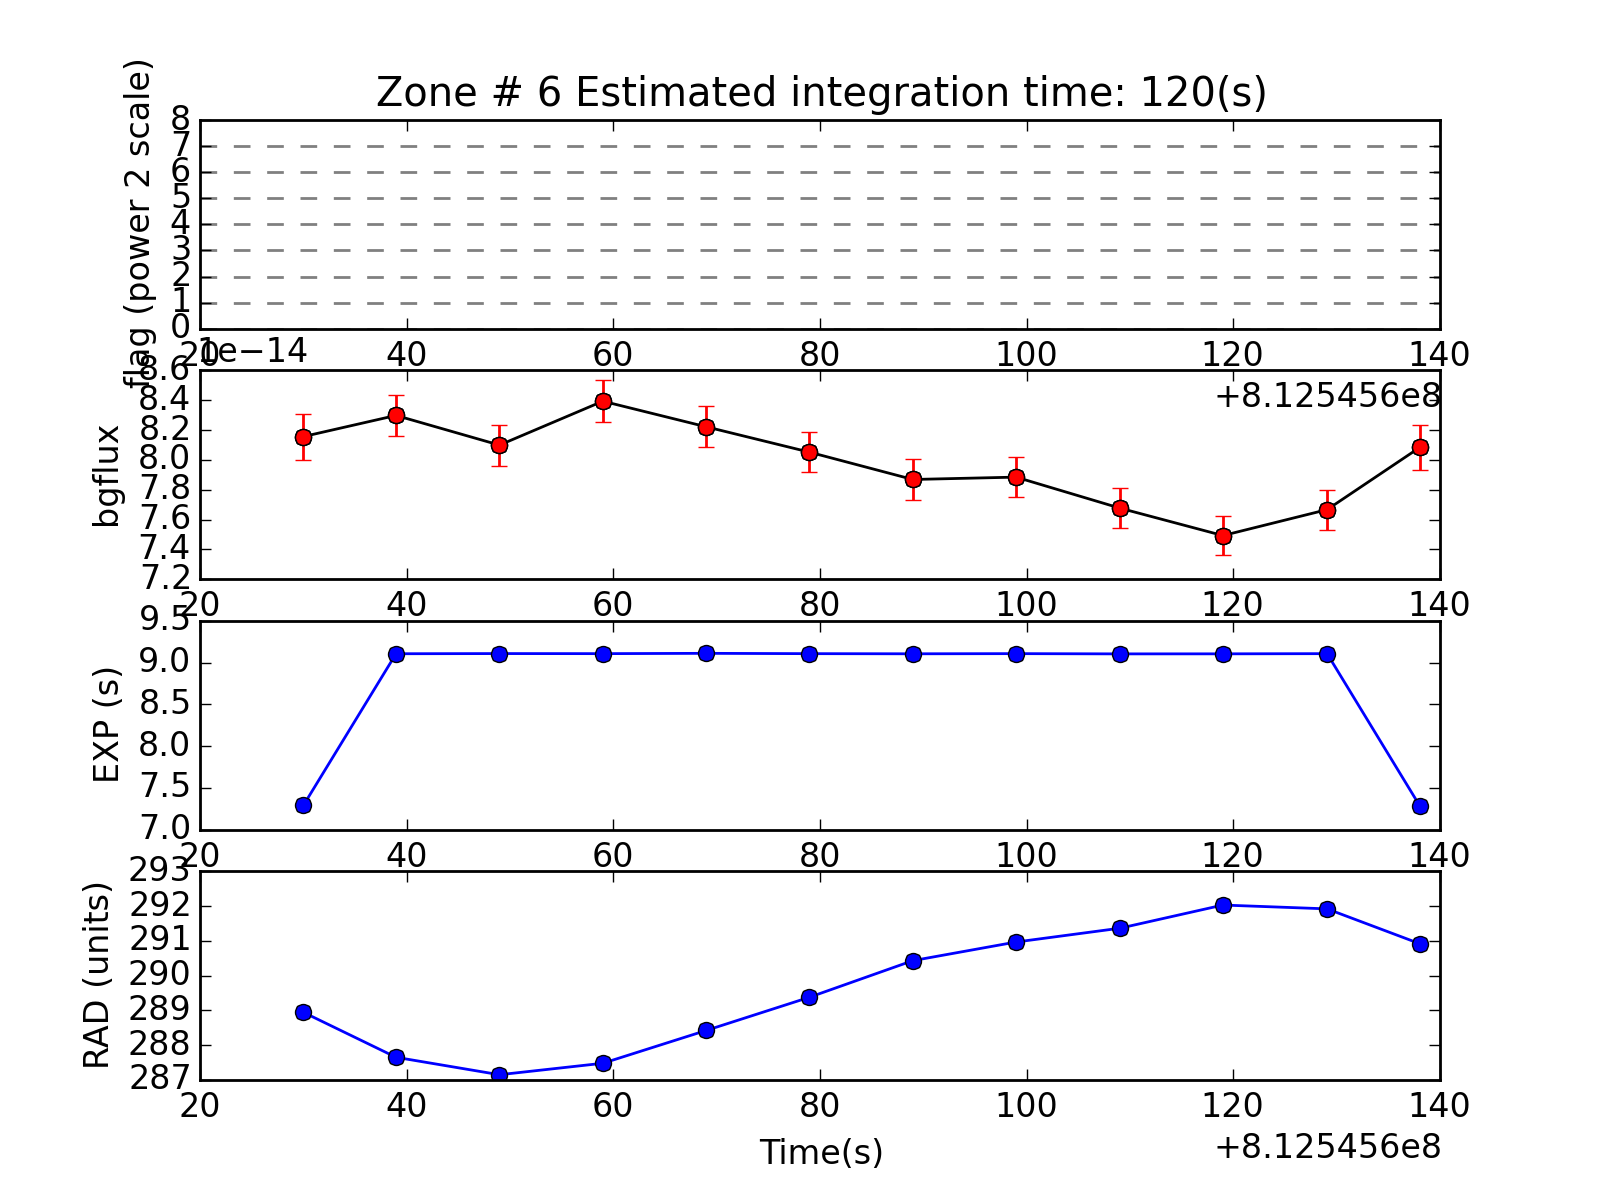 Zone # 6 Estimated integration time: 120(s)
flag (power 2 scale)
8
7
6
5
4
3
2
1
0
20 40 60 80 100 120 140
1e−14
+8.125456e8
bgflux
8.6
8.4
8.2
8.0
7.8
7.6
7.4
7.2
20 40 60 80 100 120 140
EXP (s)
9.5
9.0
8.5
8.0
7.5
7.0
20 40 60 80 100 120 140
RAD (units)
293
292
291
290
289
288
287
20 40 60 80 100 120 140
Time(s)
+8.125456e8